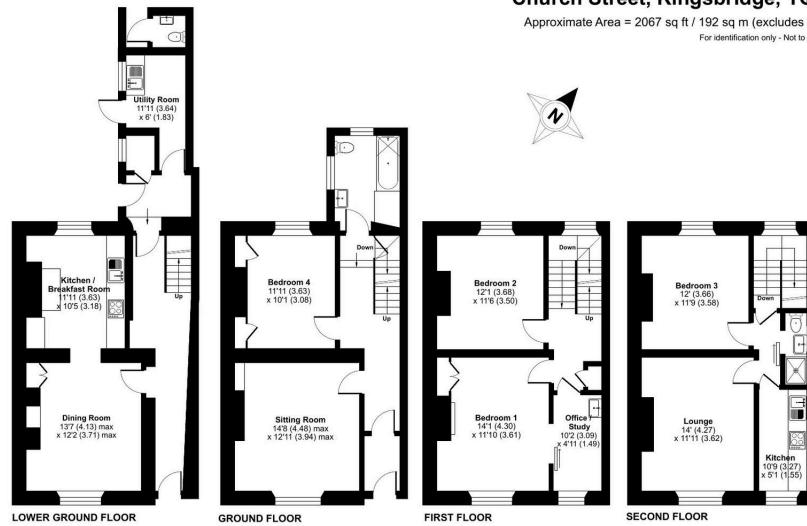 Church Street, Kingsbridge,
Approximate Area = 2067 sq ft / 192 sq m (excludes
For identification only - Not to
N
Utility Room
11'11 (3.64)
x 6' (1.83)
Kitchen /
Breakfast Room
11'11 (3.63)
x 10'5 (3.18)
Up
Dining Room
13'7 (4.13) max
x 12'2 (3.71) max
LOWER GROUND FLOOR
Down
Bedroom 4
11'11 (3.63)
x 10'1 (3.08)
Up
Sitting Room
14'8 (4.48) max
x 12'11 (3.94) max
GROUND FLOOR
Down
Bedroom 2
12'1 (3.68)
x 11'6 (3.50)
Up
Bedroom 1
14'1 (4.30)
x 11'10 (3.61)
Office /
Study
10'2 (3.09)
x 4'11 (1.49)
FIRST FLOOR
Bedroom 3
12' (3.66)
x 11'9 (3.58)
Down
Lounge
14' (4.27)
x 11'11 (3.62)
Kitchen
10'9 (3.27)
x 5'1 (1.55)
SECOND FLOOR